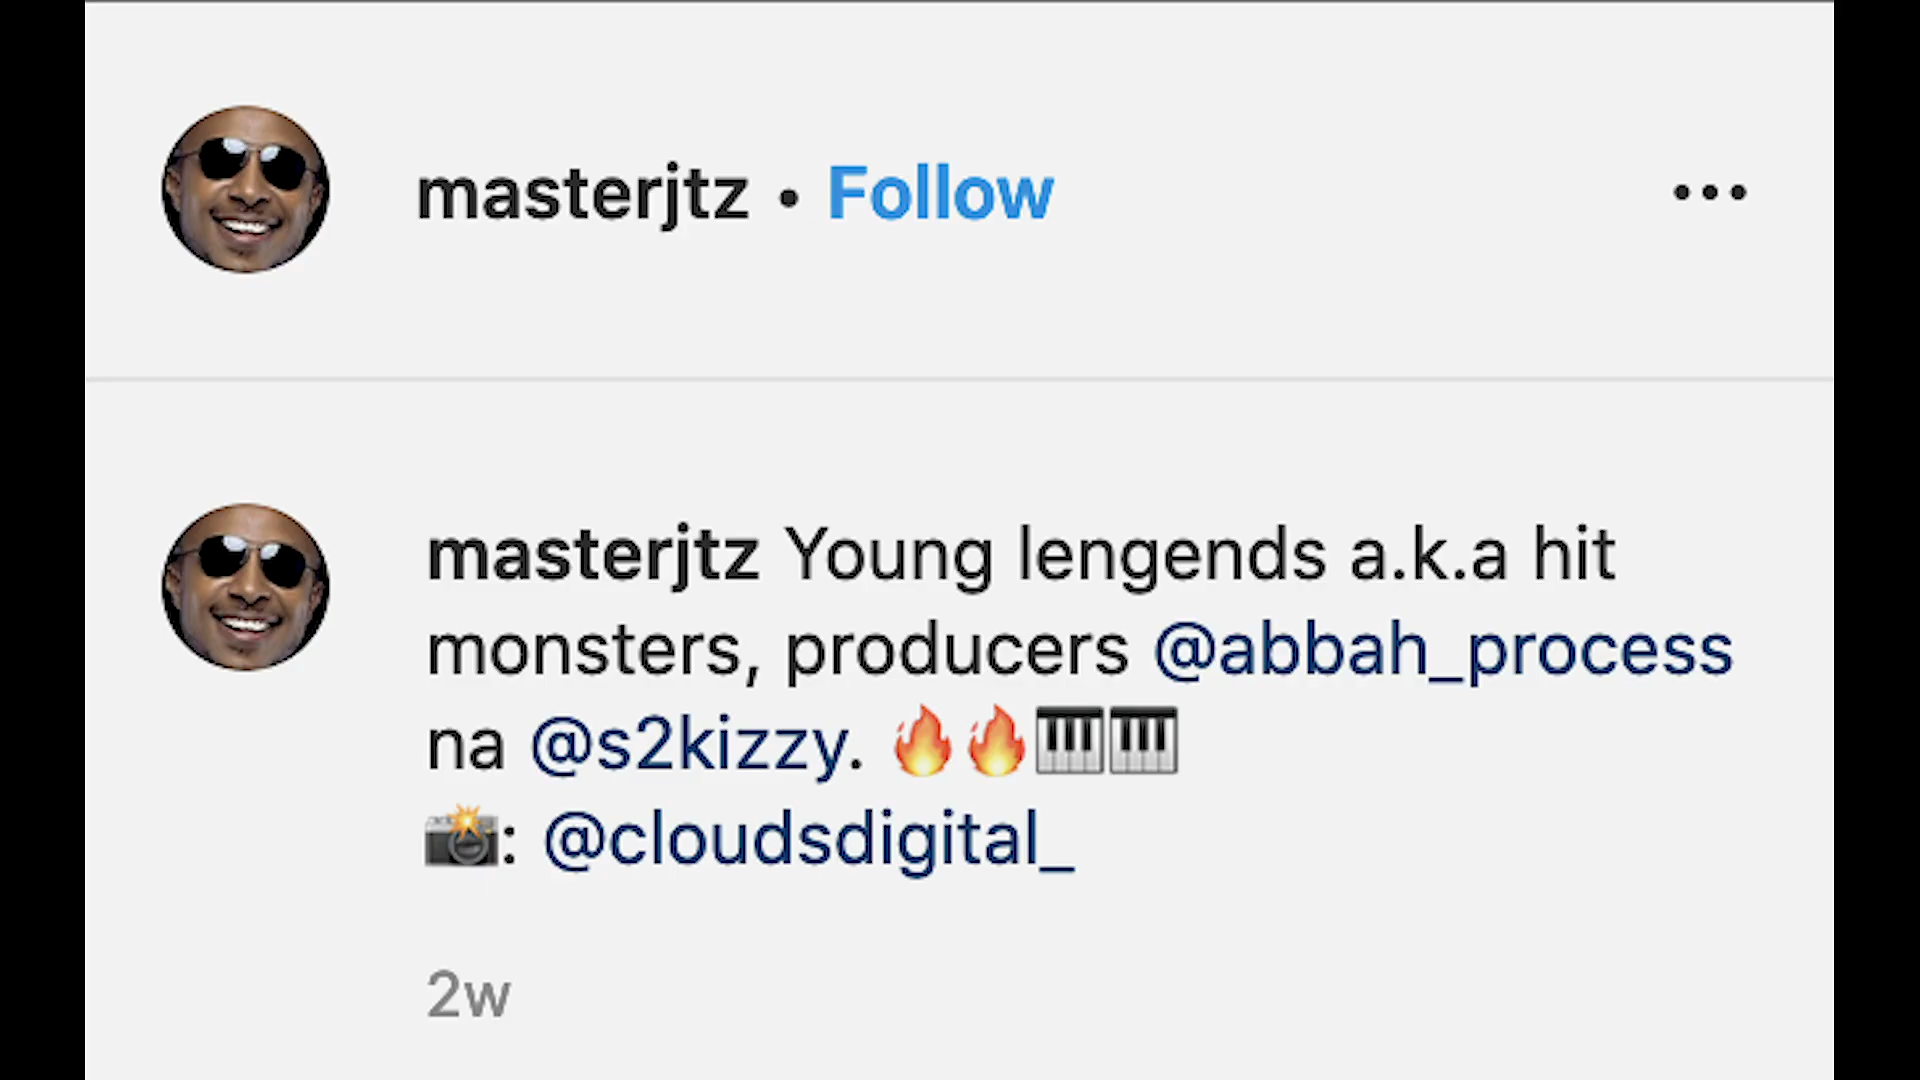 masterjtz • Follow
masterjtz Young lengends a.k.a hit
monsters, producers @abbah_process
na @s2kizzy. 🔥🔥🎹🎹
📸: @cloudsdigital_
2w